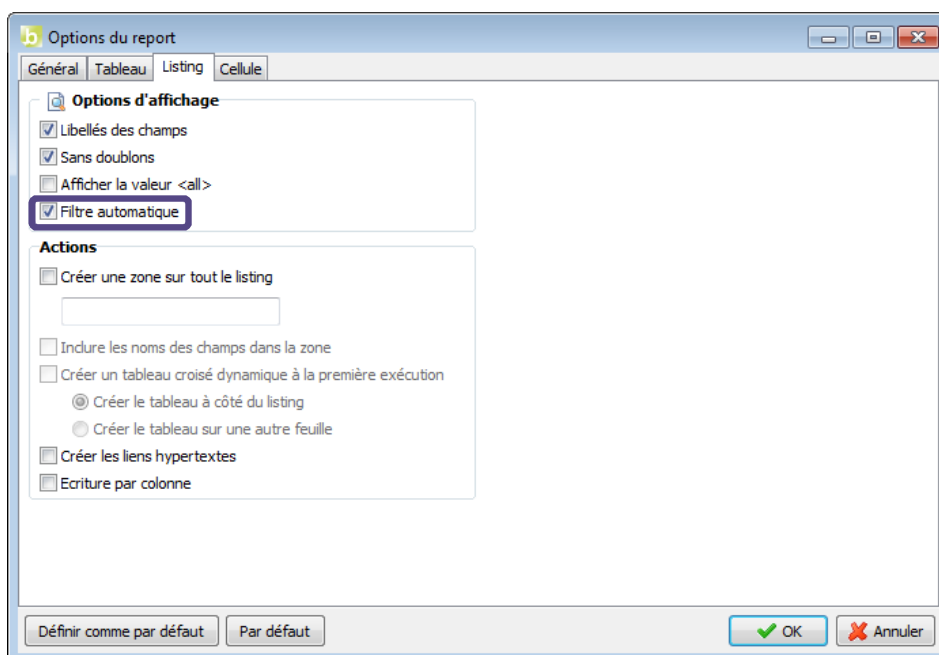 Options du report
Général Tableau Listing Cellule
Options d'affichage
Libellés des champs
Sans doublons
Afficher la valeur <all>
Filtre automatique
Actions
Créer une zone sur tout le listing
Inclure les noms des champs dans la zone
Créer un tableau croisé dynamique à la première exécution
Créer le tableau à côté du listing
Créer le tableau sur une autre feuille
Créer les liens hypertextes
Ecriture par colonne
Définir comme par défaut Par défaut OK Annuler